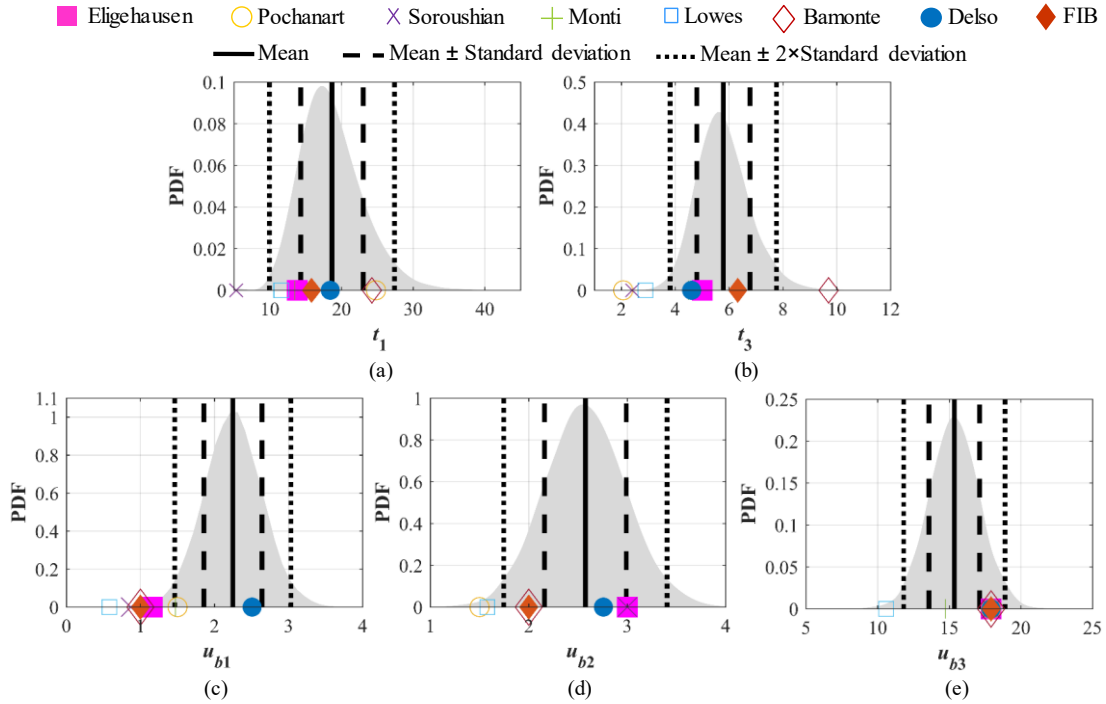 Eligehausen Pochanart Soroushian Monti Lowes Bamonte Delso FIB
Mean Mean ± Standard deviation Mean ± 2×Standard deviation
0.1
0.08
0.06
0.04
0.02
0
PDF
10 20 30 40
t1
(a)
0.5
0.4
0.3
0.2
0.1
0
PDF
2 4 6 8 10 12
t3
(b)
1.1
1
0.8
0.6
0.4
0.2
0
PDF
0 1 2 3 4
ub1
(c)
1
0.8
0.6
0.4
0.2
0
PDF
1 2 3 4
ub2
(d)
0.25
0.2
0.15
0.1
0.05
0
PDF
5 10 15 20 25
ub3
(e)